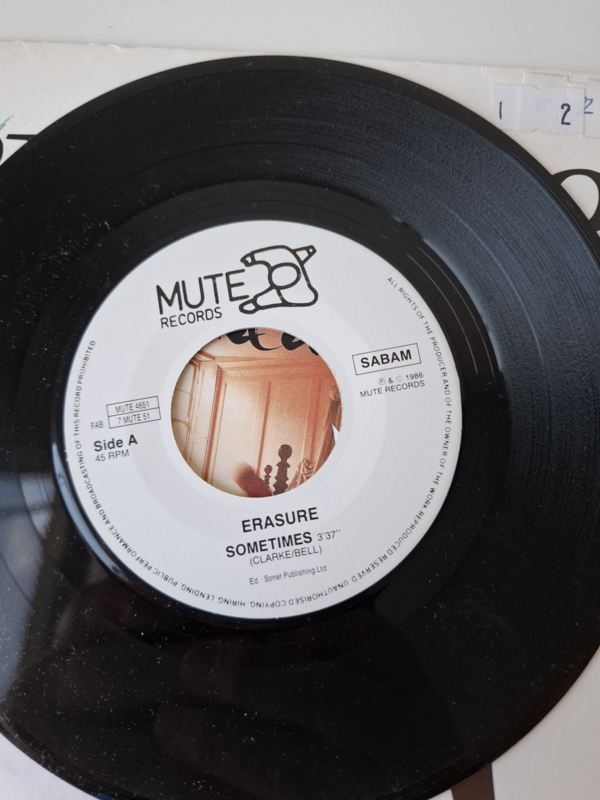 1 2
MUTE
RECORDS
ALL RIGHTS OF THE PRODUCER AND OF THE OWNER OF THE WORK REPRODUCED RESERVED UNAUTHORISED COPYING, HIRING, LENDING, PUBLIC PERFORMANCE AND BROADCASTING OF THIS RECORD PROHIBITED
SABAM
℗ & © 1986
MUTE RECORDS
MUTE 4651
FAB. 7 MUTE 51
Side A
45 RPM
ERASURE
SOMETIMES 3'37''
(CLARKE/BELL)
Ed.: Sonet Publishing Ltd.